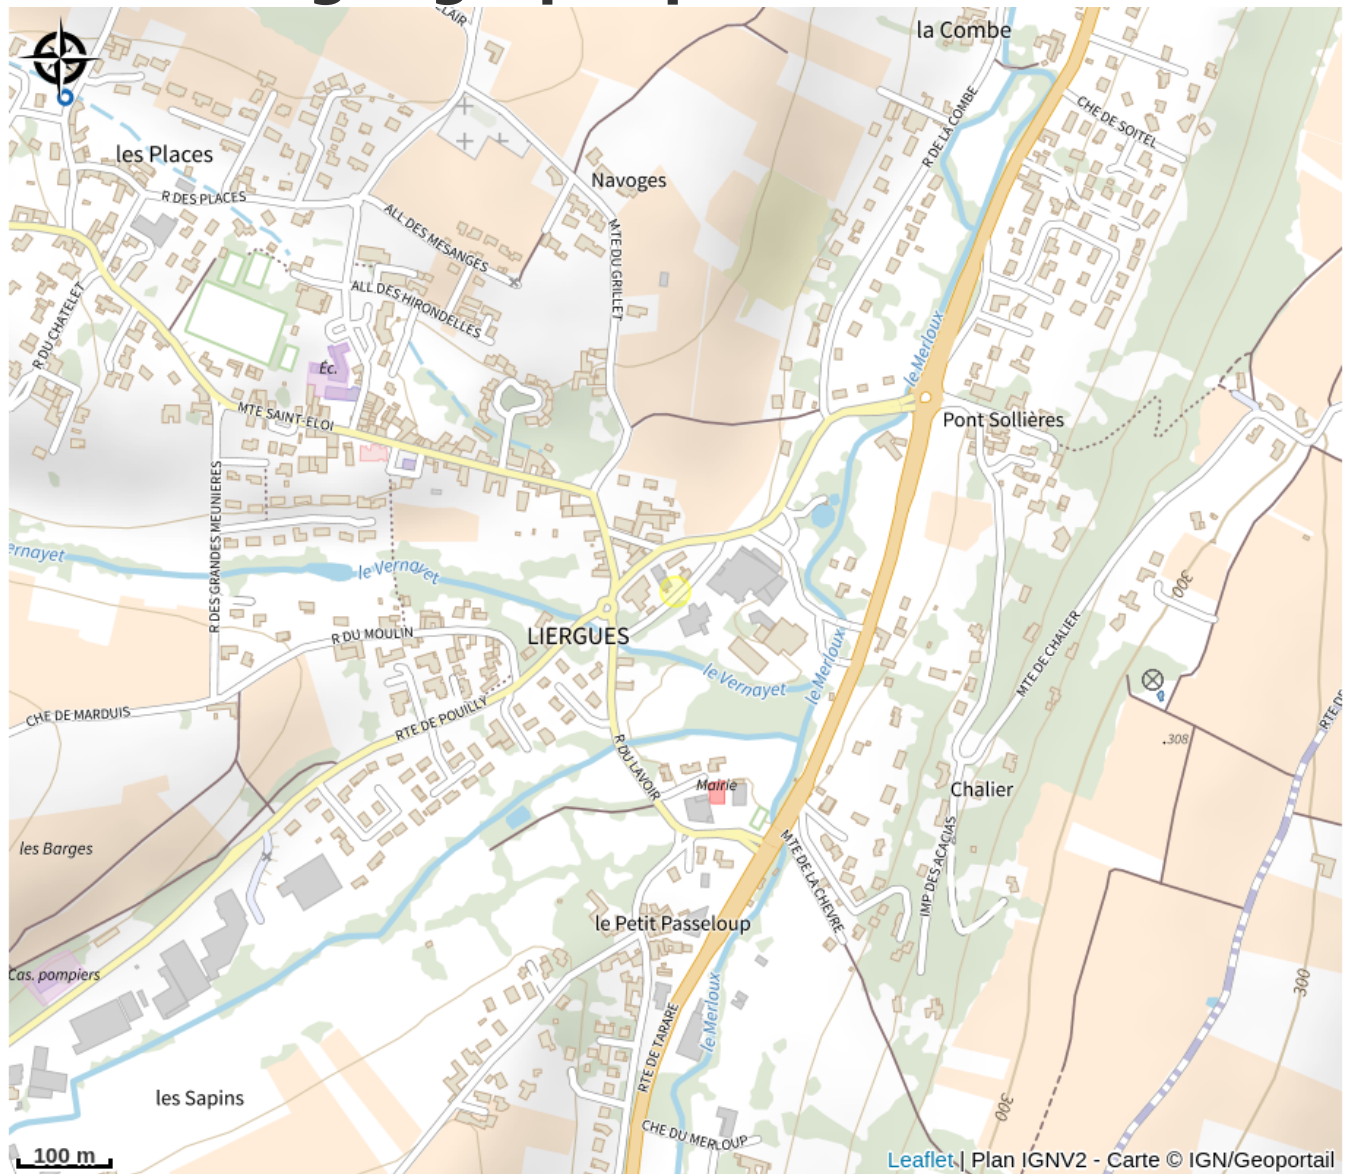 CLAIR
la Combe
CHE DE SOITEL
R DE LA COMBE
les Places
Navoges
R DES PLACES
ALL DES MESANGES
MTE DU GRILLET
ALL DES HIRONDELLES
R DU CHATELET
le Merloux
Éc.
MTE SAINT-ELOI
Pont Sollières
R DES GRANDES MEUNIERES
ernayet
le Vernayet
300
LIERGUES
R DU MOULIN
MTE DE CHALIER
le Vernayet
le Merloux
CHE DE MARDUIS
RTE DE POUILLY
RTE DE
308
R DU LAVOIR
Mairie
Chalier
les Barges
MTE DE LA CHEVRE
IMP DES ACACIAS
le Petit Passeloup
Cas. pompiers
300
le Merloux
RTE DE TARARE
les Sapins
300
CHE DU MERLOUP
100 m
Leaflet | Plan IGNV2 - Carte © IGN/Geoportail